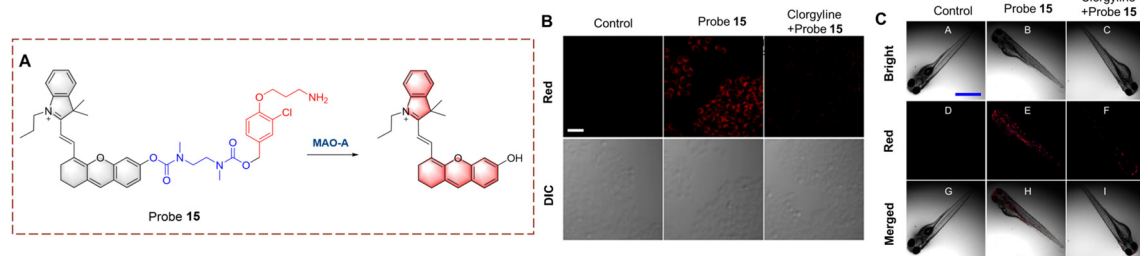 A
N
+
O
NH2
Cl
O
O
N
O
N
O
O
MAO-A
N
+
O
OH
Probe 15
B
Control
Probe 15
Clorgyline
+Probe 15
Red
DIC
C
Control
Probe 15
+Probe 15
Bright
A
B
C
Red
D
E
F
Merged
G
H
I